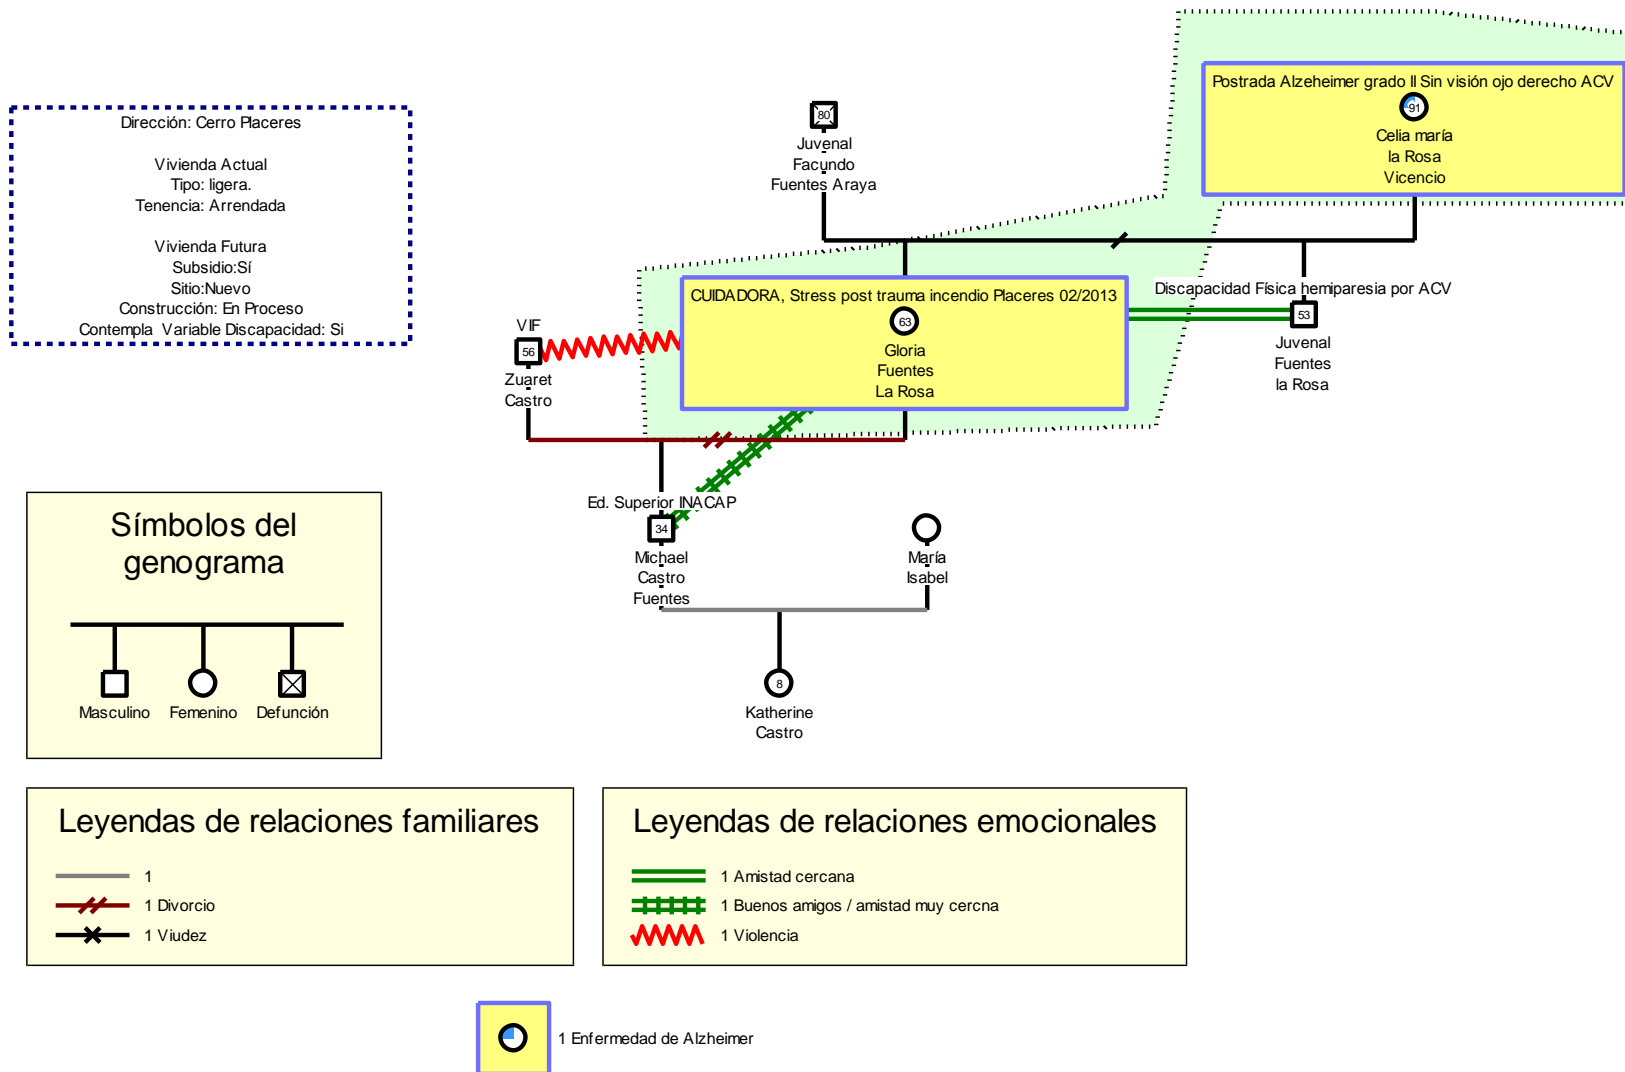 Dirección: Cerro Placeres
Vivienda Actual
Tipo: ligera.
Tenencia: Arrendada
Vivienda Futura
Subsidio:Sí
Sitio:Nuevo
Construcción: En Proceso
Contempla Variable Discapacidad: Si
80
Juvenal
Facundo
Fuentes Araya
Postrada Alzeheimer grado II Sin visión ojo derecho ACV
91
Celia maría
la Rosa
Vicencio
CUIDADORA, Stress post trauma incendio Placeres 02/2013
63
Gloria
Fuentes
La Rosa
Discapacidad Física hemiparesia por ACV
53
Juvenal
Fuentes
la Rosa
VIF
56
Zuaret
Castro
Ed. Superior INACAP
34
Michael
Castro
Fuentes
María
Isabel
8
Katherine
Castro
Símbolos del
genograma
Masculino Femenino Defunción
Leyendas de relaciones familiares
1
1 Divorcio
1 Viudez
Leyendas de relaciones emocionales
1 Amistad cercana
1 Buenos amigos / amistad muy cercna
1 Violencia
1 Enfermedad de Alzheimer